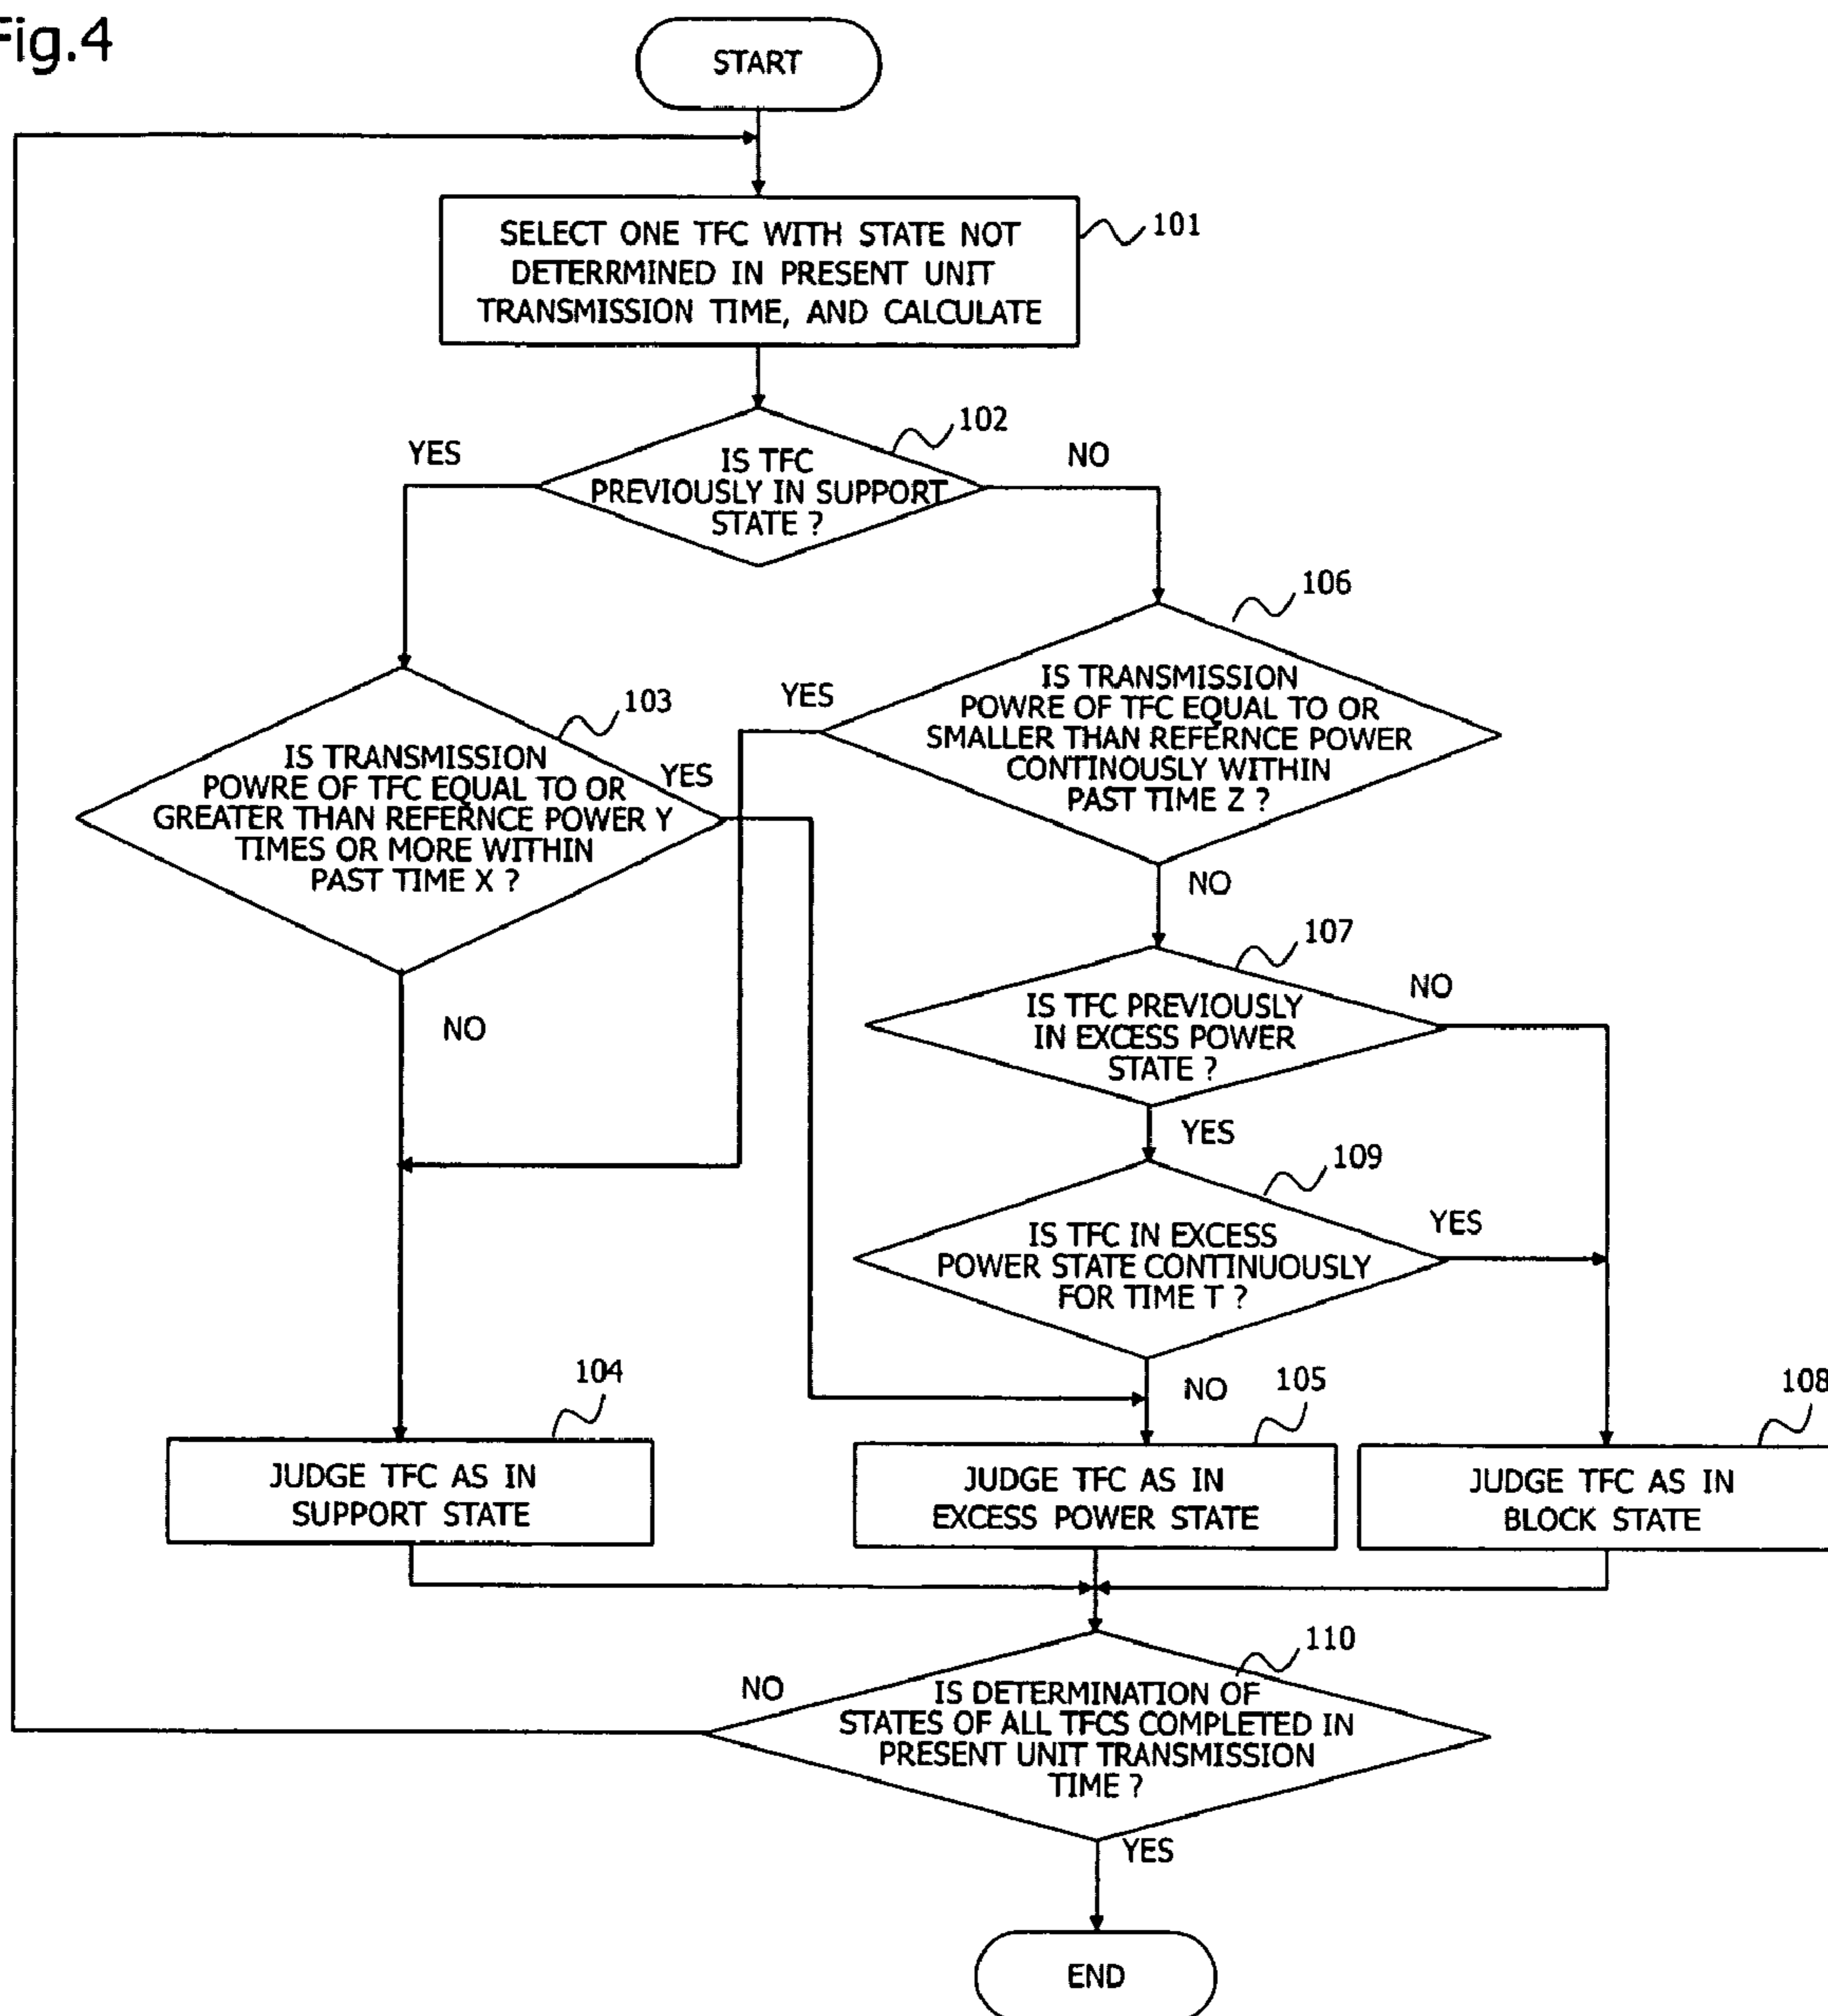 Fig.4
START
SELECT ONE TFC WITH STATE NOT
DETERRMINED IN PRESENT UNIT
TRANSMISSION TIME, AND CALCULATE
101
102
YES
NO
IS TFC
PREVIOUSLY IN SUPPORT
STATE ?
106
103
YES
IS TRANSMISSION
POWRE OF TFC EQUAL TO OR
SMALLER THAN REFERNCE POWER
CONTINOUSLY WITHIN
PAST TIME Z ?
IS TRANSMISSION
POWRE OF TFC EQUAL TO OR
GREATER THAN REFERNCE POWER Y
TIMES OR MORE WITHIN
PAST TIME X ?
YES
NO
107
NO
NO
IS TFC PREVIOUSLY
IN EXCESS POWER
STATE ?
YES
109
YES
IS TFC IN EXCESS
POWER STATE CONTINUOUSLY
FOR TIME T ?
NO
104
105
108
JUDGE TFC AS IN
SUPPORT STATE
JUDGE TFC AS IN
EXCESS POWER STATE
JUDGE TFC AS IN
BLOCK STATE
110
NO
IS DETERMINATION OF
STATES OF ALL TFCS COMPLETED IN
PRESENT UNIT TRANSMISSION
TIME ?
YES
END